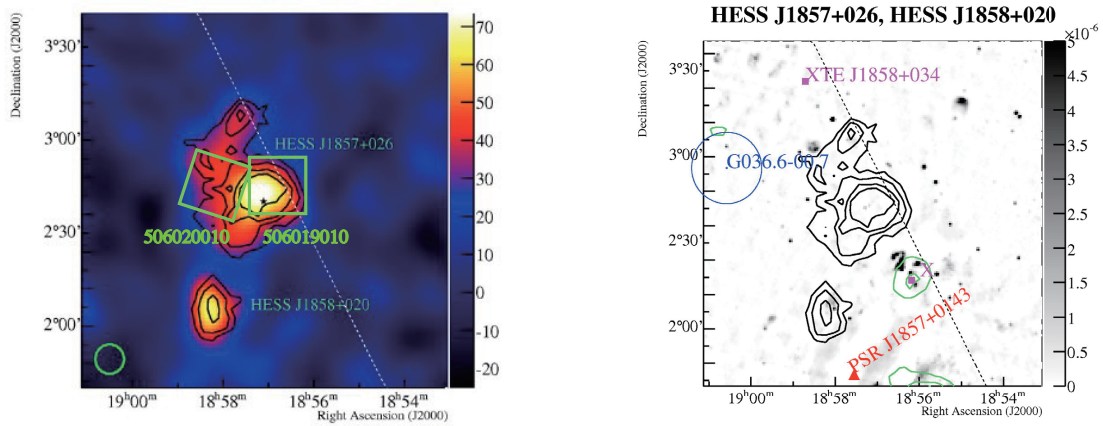 HESS J1857+026, HESS J1858+020
Declination (J2000)
3°30'
3°00'
2°30'
2°00'
HESS J1857+026
506020010
506019010
HESS J1858+020
19h00m
18h58m
18h56m
18h54m
Right Ascension (J2000)
70
60
50
40
30
20
10
0
-10
-20
Declination (J2000)
3°30'
3°00'
2°30'
2°00'
XTE J1858+034
G036.6-00.7
X
PSR J1857+0143
19h00m
18h58m
18h56m
18h54m
Right Ascension (J2000)
×10-6
5
4.5
4
3.5
3
2.5
2
1.5
1
0.5
0